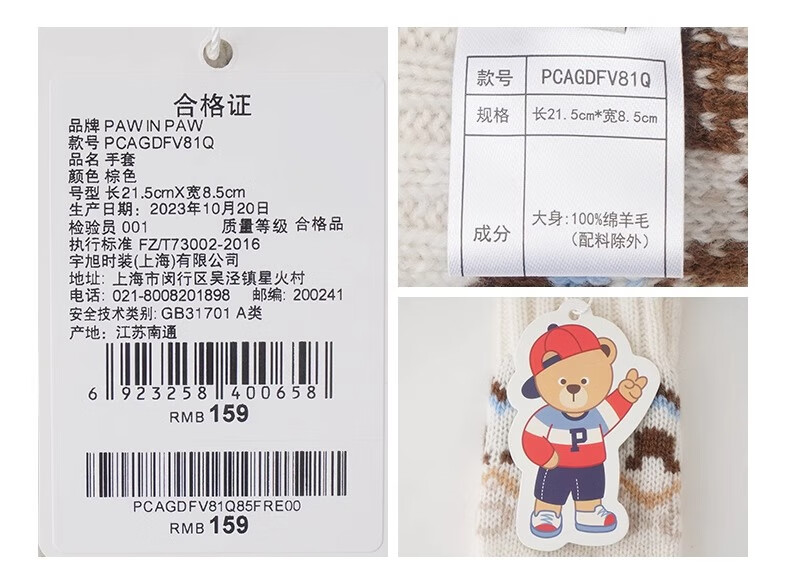 合格证
品牌 PAW IN PAW
款号 PCAGDFV81Q
品名 手套
颜色 棕色
号型 长21.5cmX宽8.5cm
生产日期: 2023年10月20日
检验员 001 质量等级 合格品
执行标准 FZ/T73002-2016
宇旭时装(上海)有限公司
地址: 上海市闵行区吴泾镇星火村
电话: 021-8008201898 邮编: 200241
安全技术类别: GB31701 A类
产地: 江苏南通
6 923258 400658
RMB 159
PCAGDFV81Q85FRE00
RMB 159
款号 PCAGDFV81Q
规格 长21.5cm*宽8.5cm
成分 大身:100%绵羊毛
(配料除外)
P